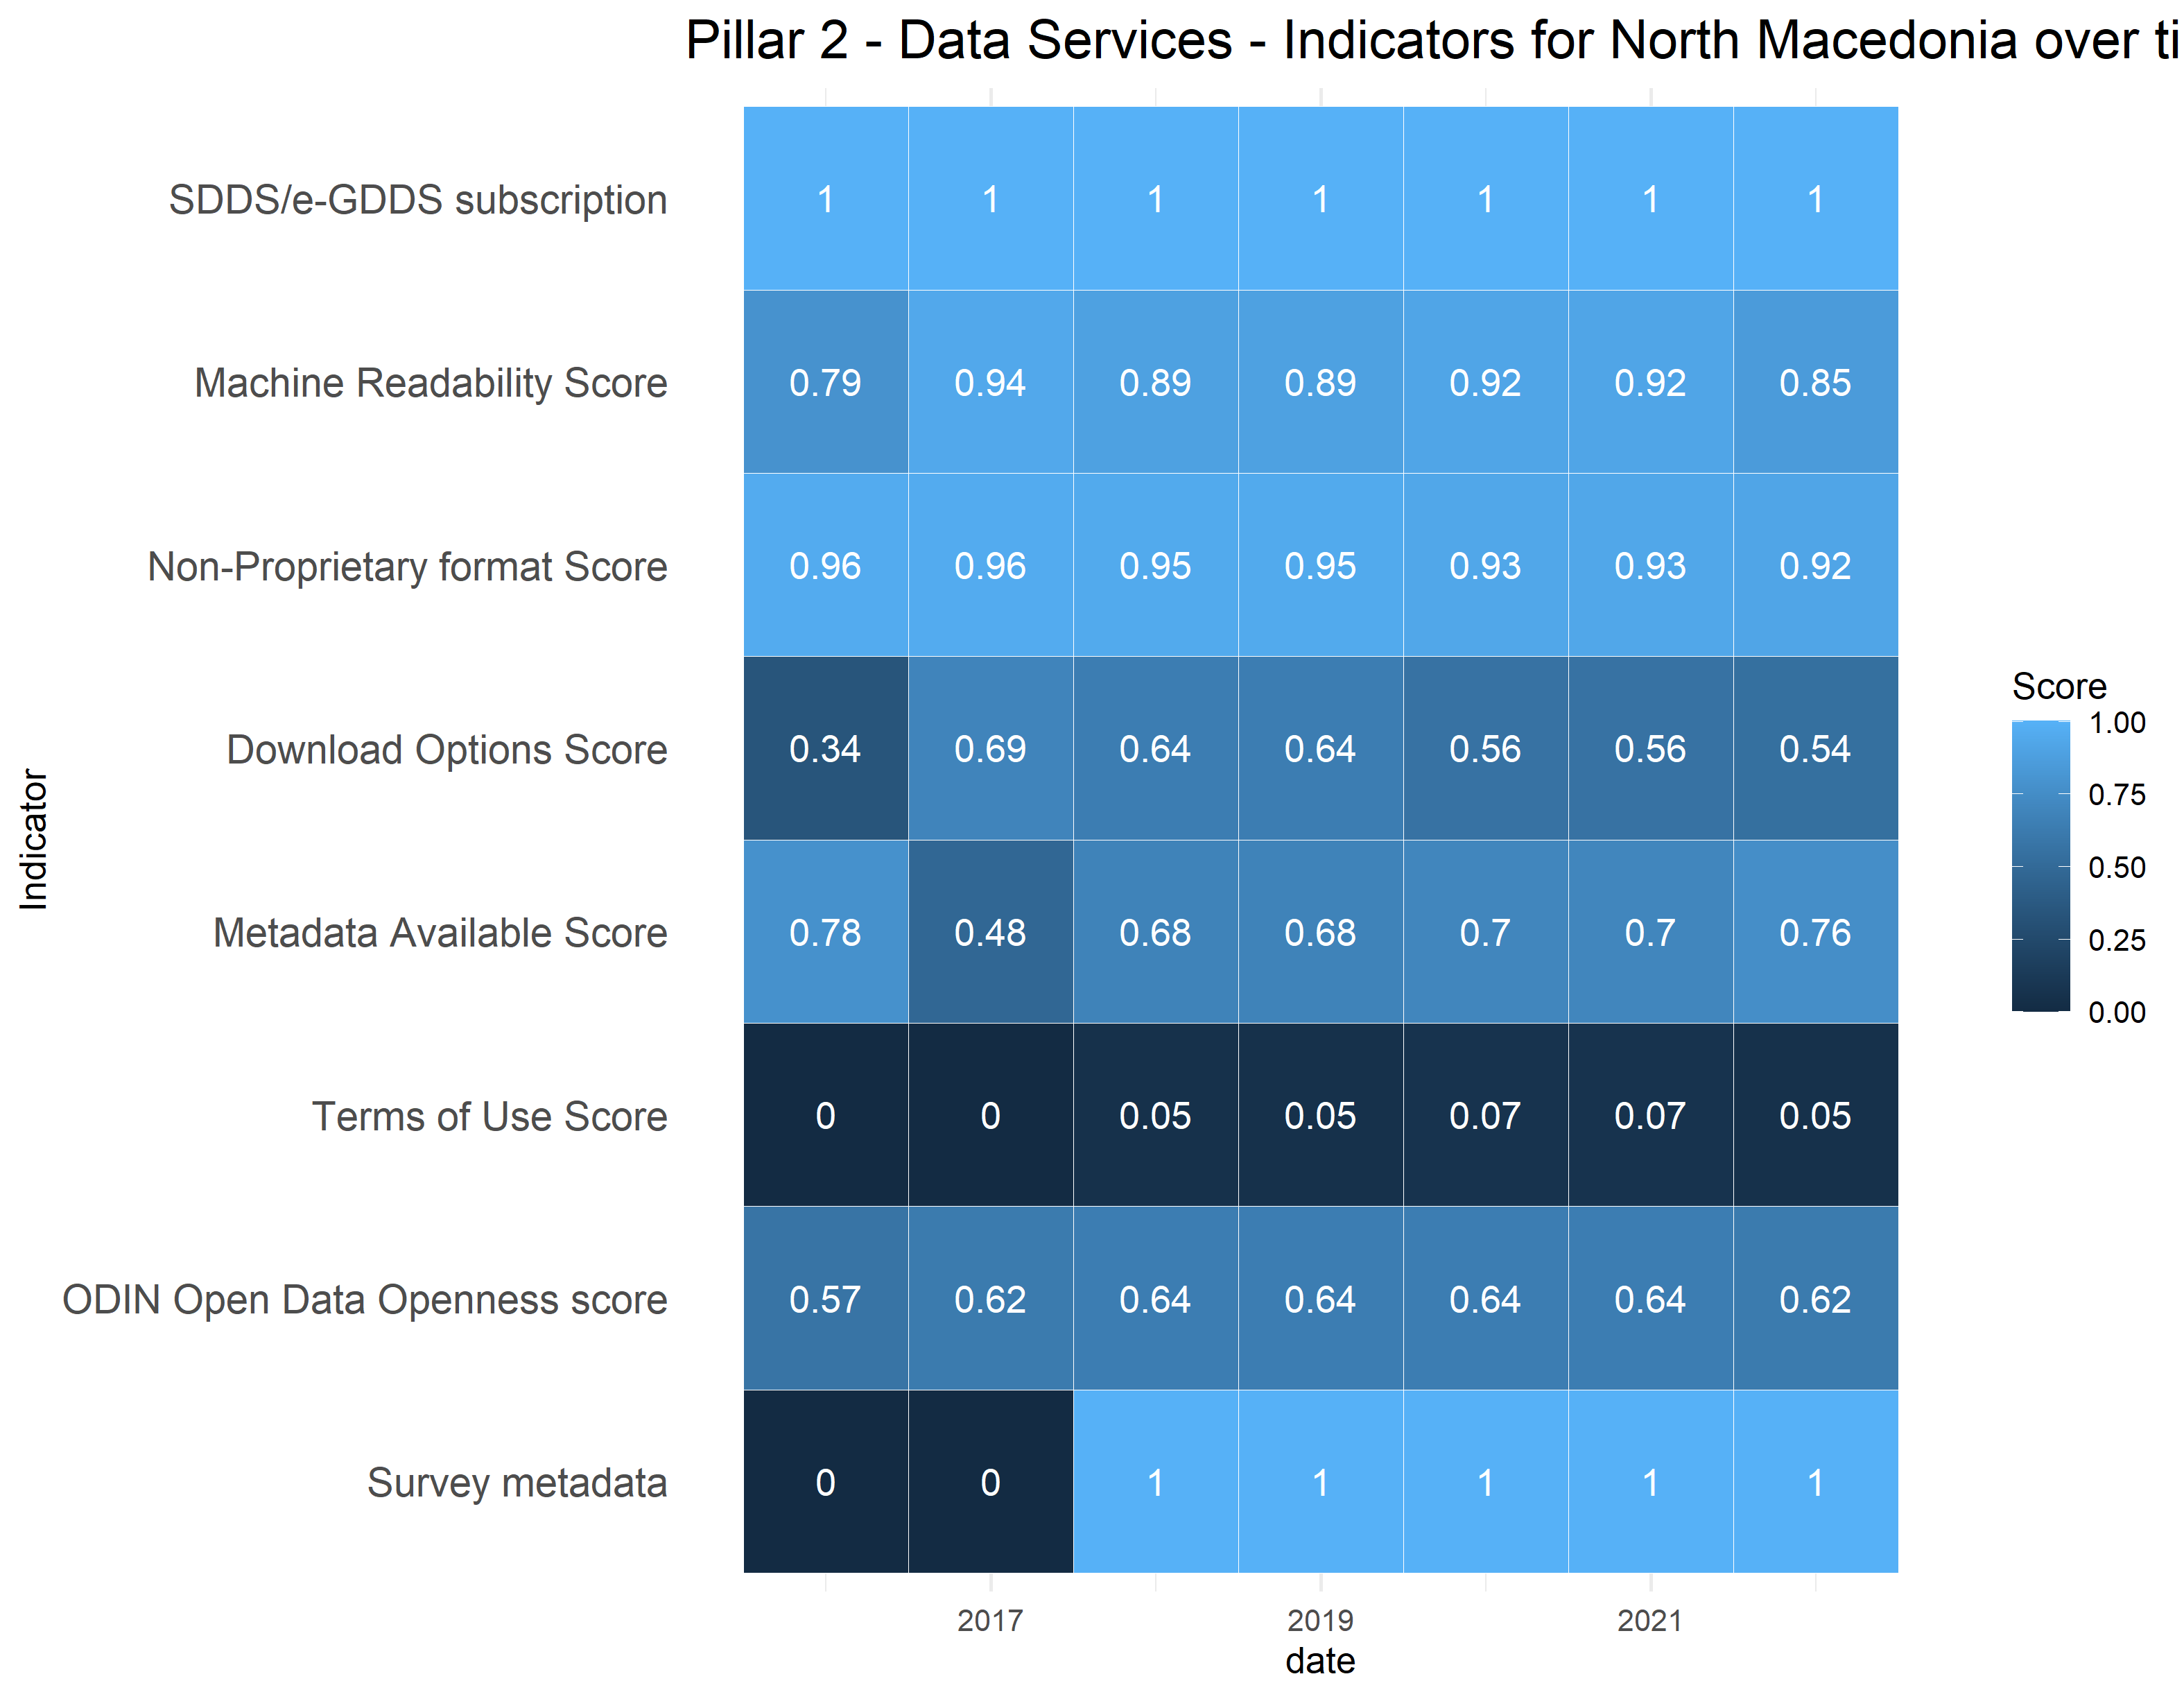 Pillar 2 - Data Services - Indicators for North Macedonia over ti
SDDS/e-GDDS subscription 1 1 1 1 1 1 1
Machine Readability Score 0.79 0.94 0.89 0.89 0.92 0.92 0.85
Non-Proprietary format Score 0.96 0.96 0.95 0.95 0.93 0.93 0.92
Download Options Score 0.34 0.69 0.64 0.64 0.56 0.56 0.54
Metadata Available Score 0.78 0.48 0.68 0.68 0.7 0.7 0.76
Terms of Use Score 0 0 0.05 0.05 0.07 0.07 0.05
ODIN Open Data Openness score 0.57 0.62 0.64 0.64 0.64 0.64 0.62
Survey metadata 0 0 1 1 1 1 1
Indicator
2017 2019 2021
date
Score
1.00
0.75
0.50
0.25
0.00